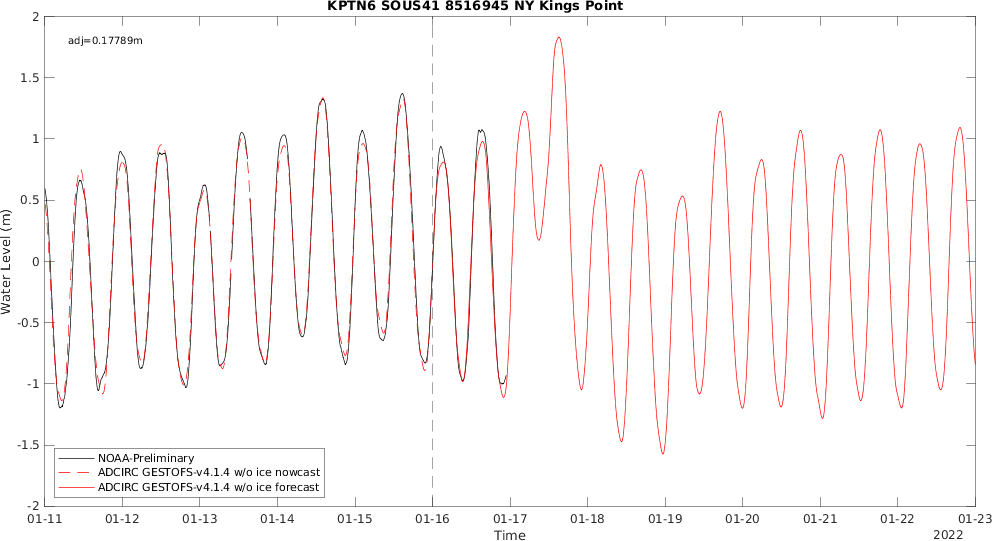 KPTN6 SOUS41 8516945 NY Kings Point
adj=0.17789m
2
1.5
1
0.5
0
-0.5
-1
-1.5
-2
Water Level (m)
NOAA-Preliminary
ADCIRC GESTOFS-v4.1.4 w/o ice nowcast
ADCIRC GESTOFS-v4.1.4 w/o ice forecast
01-11 01-12 01-13 01-14 01-15 01-16 01-17 01-18 01-19 01-20 01-21 01-22 01-23
Time
2022